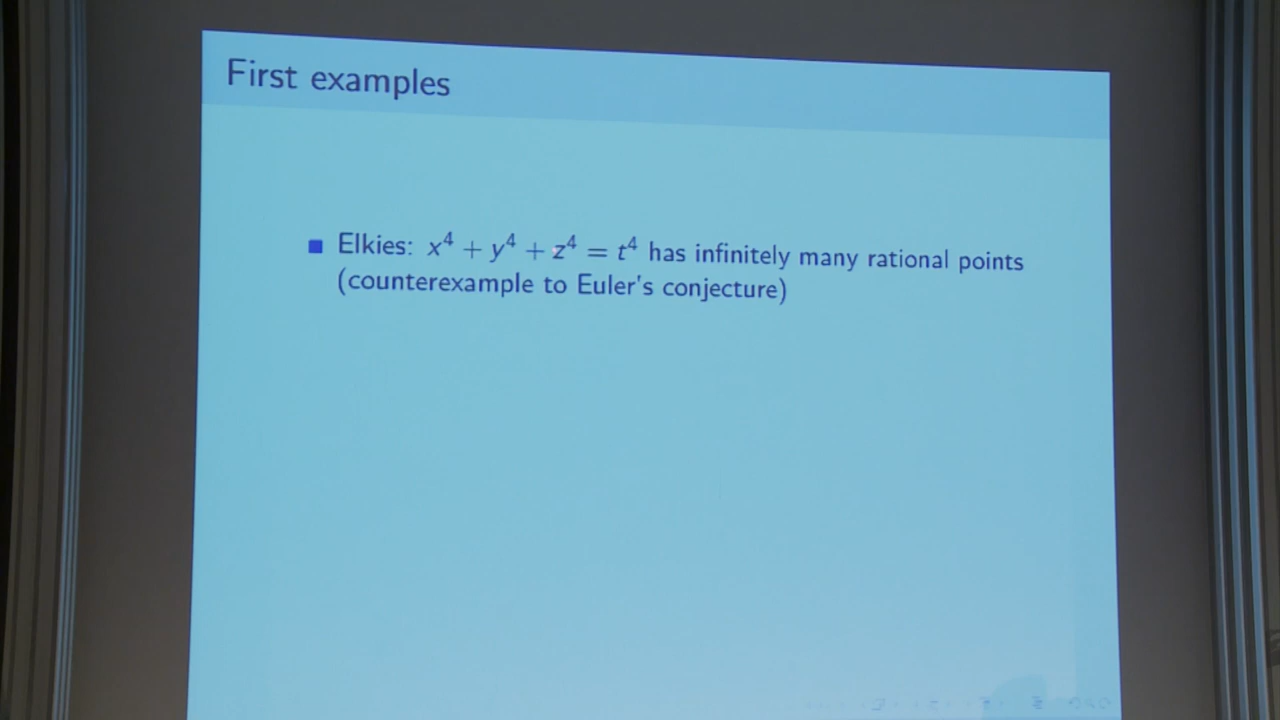 First examples
Elkies: x⁴ + y⁴ + z⁴ = t⁴ has infinitely many rational points
(counterexample to Euler's conjecture)